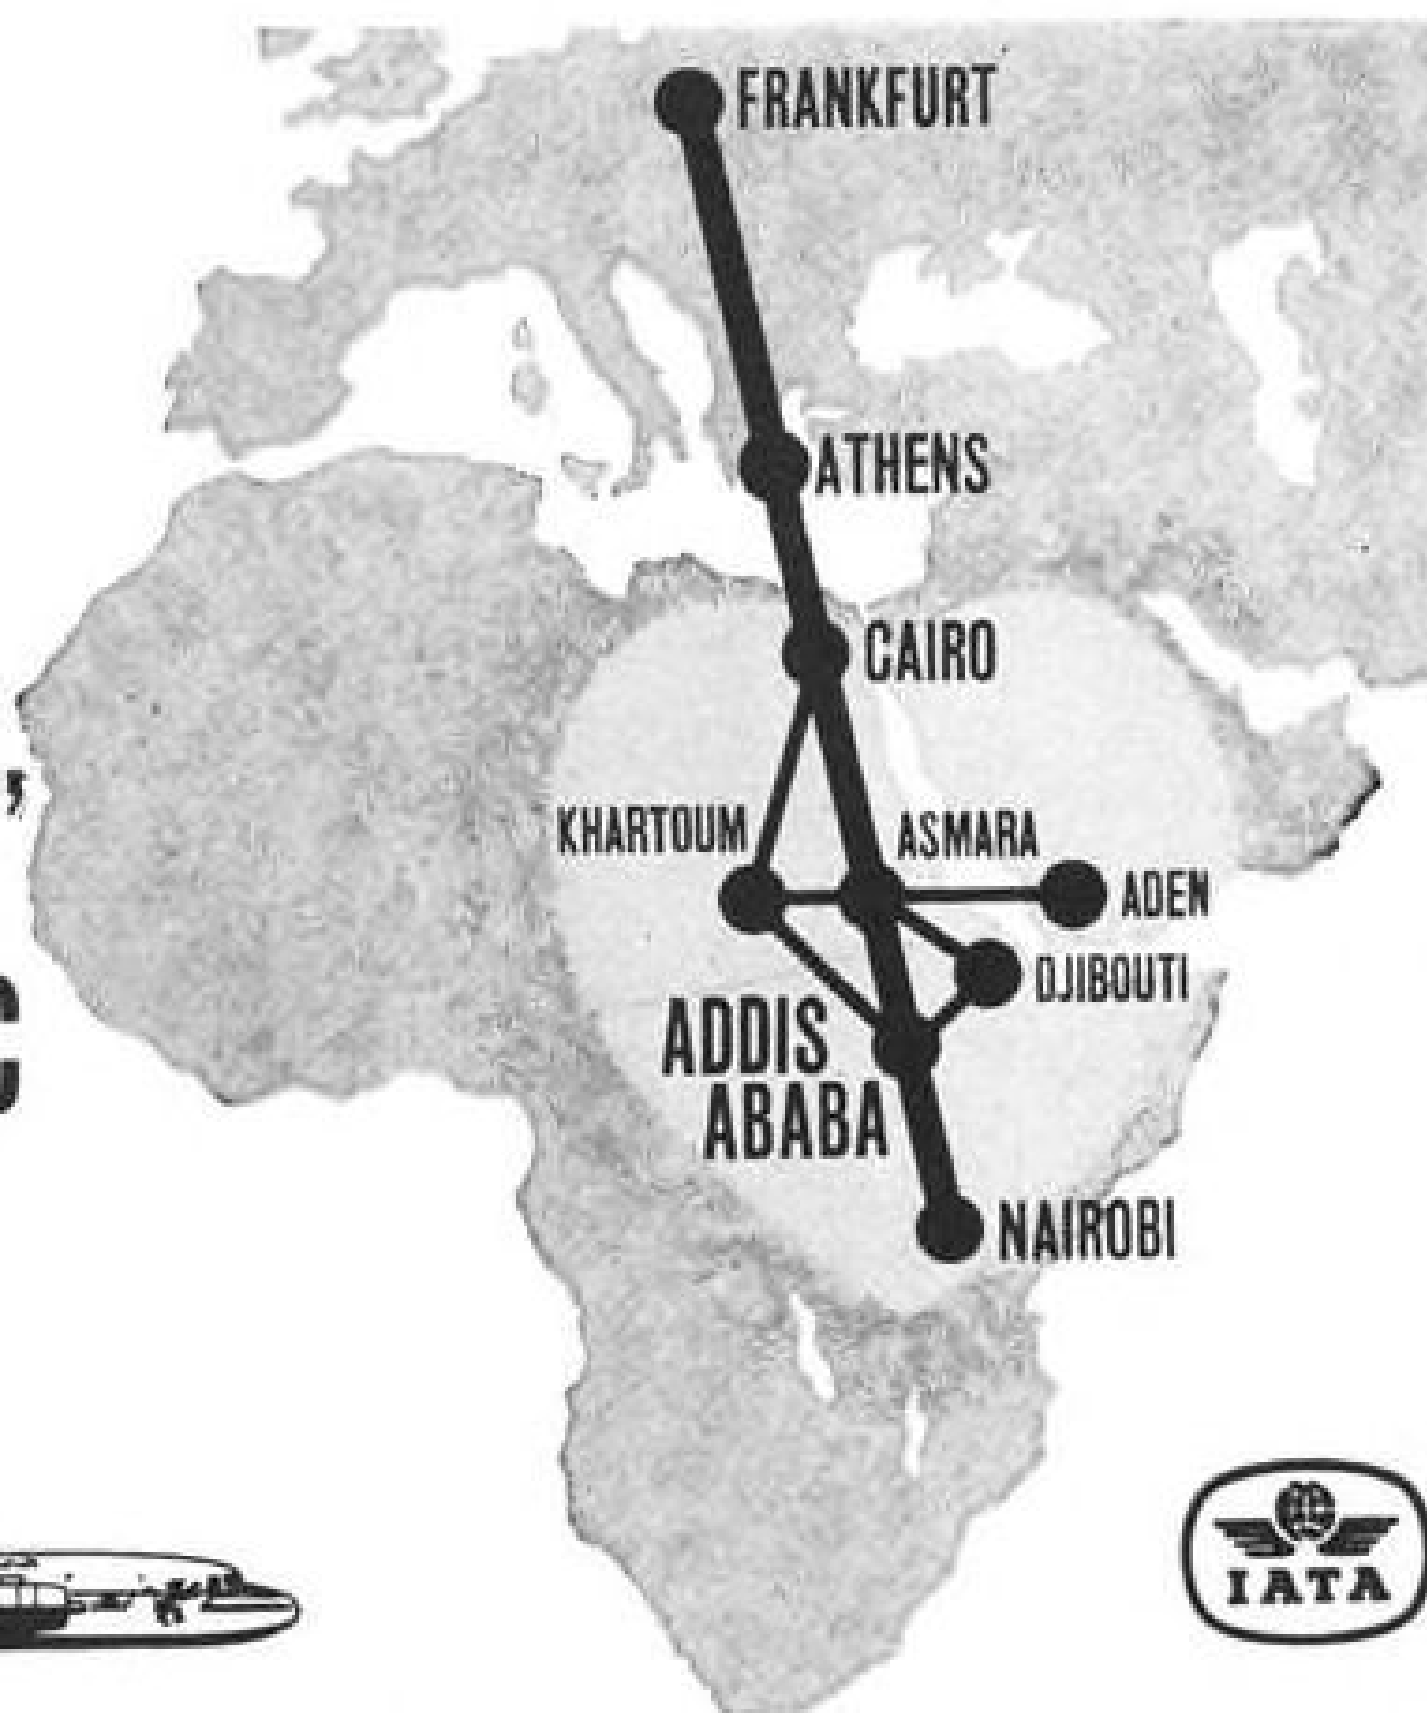 FRANKFURT
ATHENS
CAIRO
KHARTOUM
ASMARA
ADEN
DJIBOUTI
ADDIS
ABABA
NAIROBI
IATA